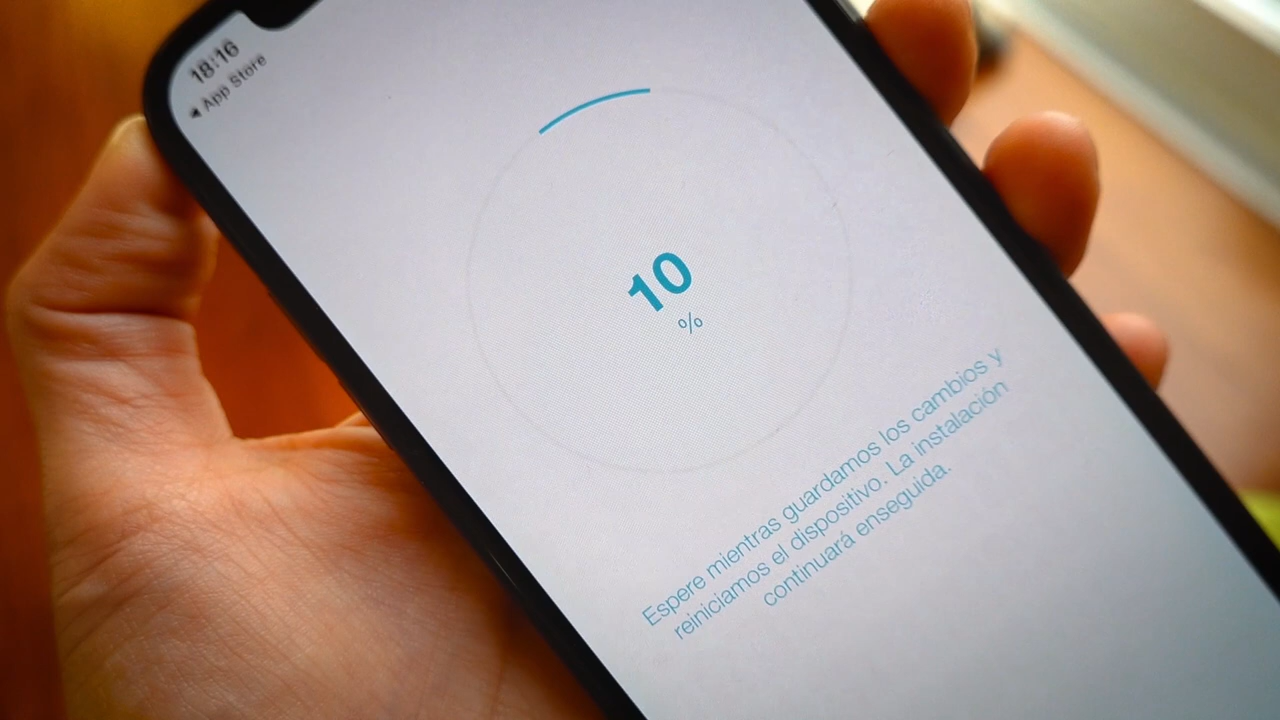 18:16
◄ App Store
10
%
Espere mientras guardamos los cambios y
reiniciamos el dispositivo. La instalación
continuará enseguida.